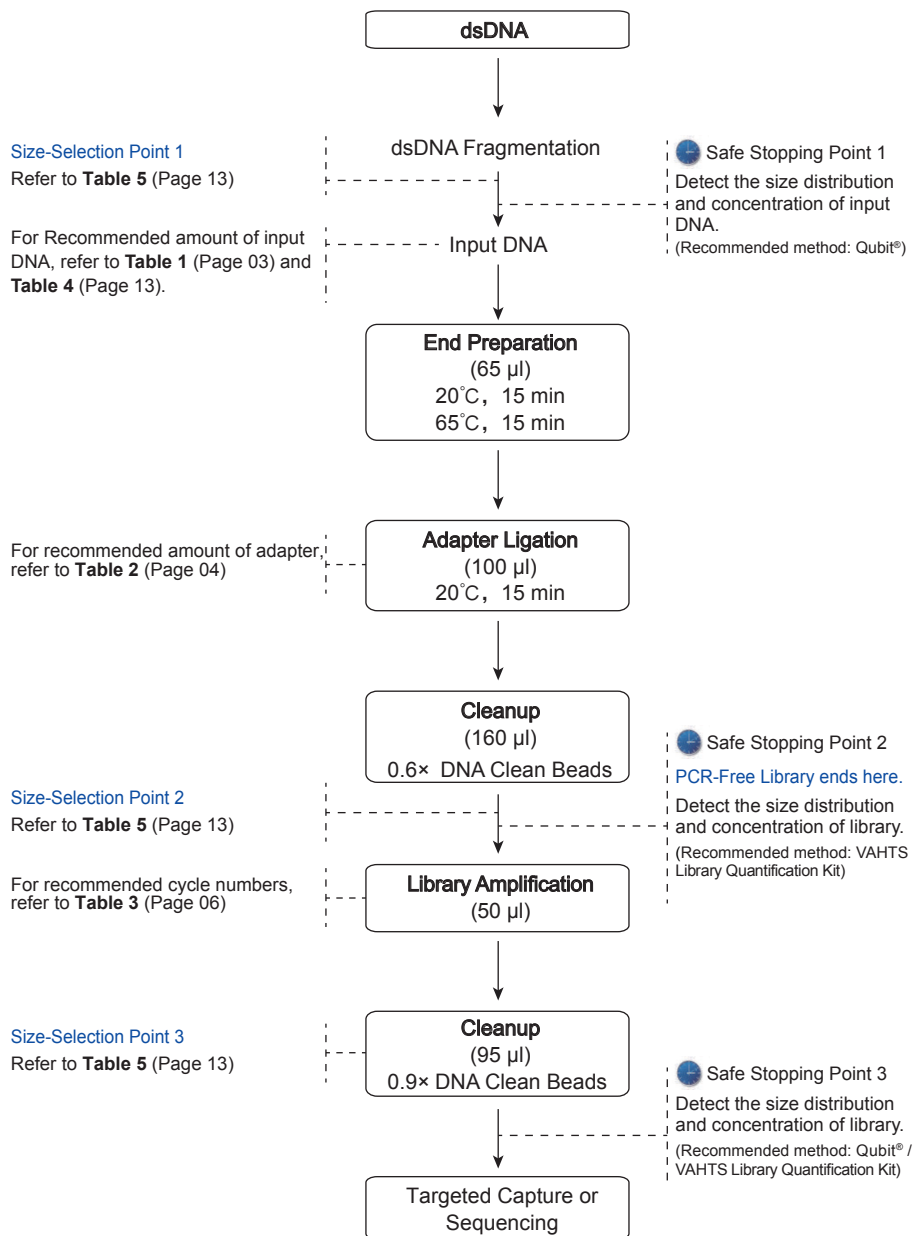 dsDNA
dsDNA Fragmentation
Size-Selection Point 1
Refer to Table 5 (Page 13)
Safe Stopping Point 1
Detect the size distribution
and concentration of input
DNA.
(Recommended method: Qubit®)
For Recommended amount of input
DNA, refer to Table 1 (Page 03) and
Table 4 (Page 13).
Input DNA
End Preparation
(65 μl)
20℃, 15 min
65℃, 15 min
For recommended amount of adapter,
refer to Table 2 (Page 04)
Adapter Ligation
(100 μl)
20℃, 15 min
Cleanup
(160 μl)
0.6× DNA Clean Beads
Safe Stopping Point 2
PCR-Free Library ends here.
Detect the size distribution
and concentration of library.
(Recommended method: VAHTS
Library Quantification Kit)
Size-Selection Point 2
Refer to Table 5 (Page 13)
For recommended cycle numbers,
refer to Table 3 (Page 06)
Library Amplification
(50 μl)
Size-Selection Point 3
Refer to Table 5 (Page 13)
Cleanup
(95 μl)
0.9× DNA Clean Beads
Safe Stopping Point 3
Detect the size distribution
and concentration of library.
(Recommended method: Qubit® /
VAHTS Library Quantification Kit)
Targeted Capture or
Sequencing